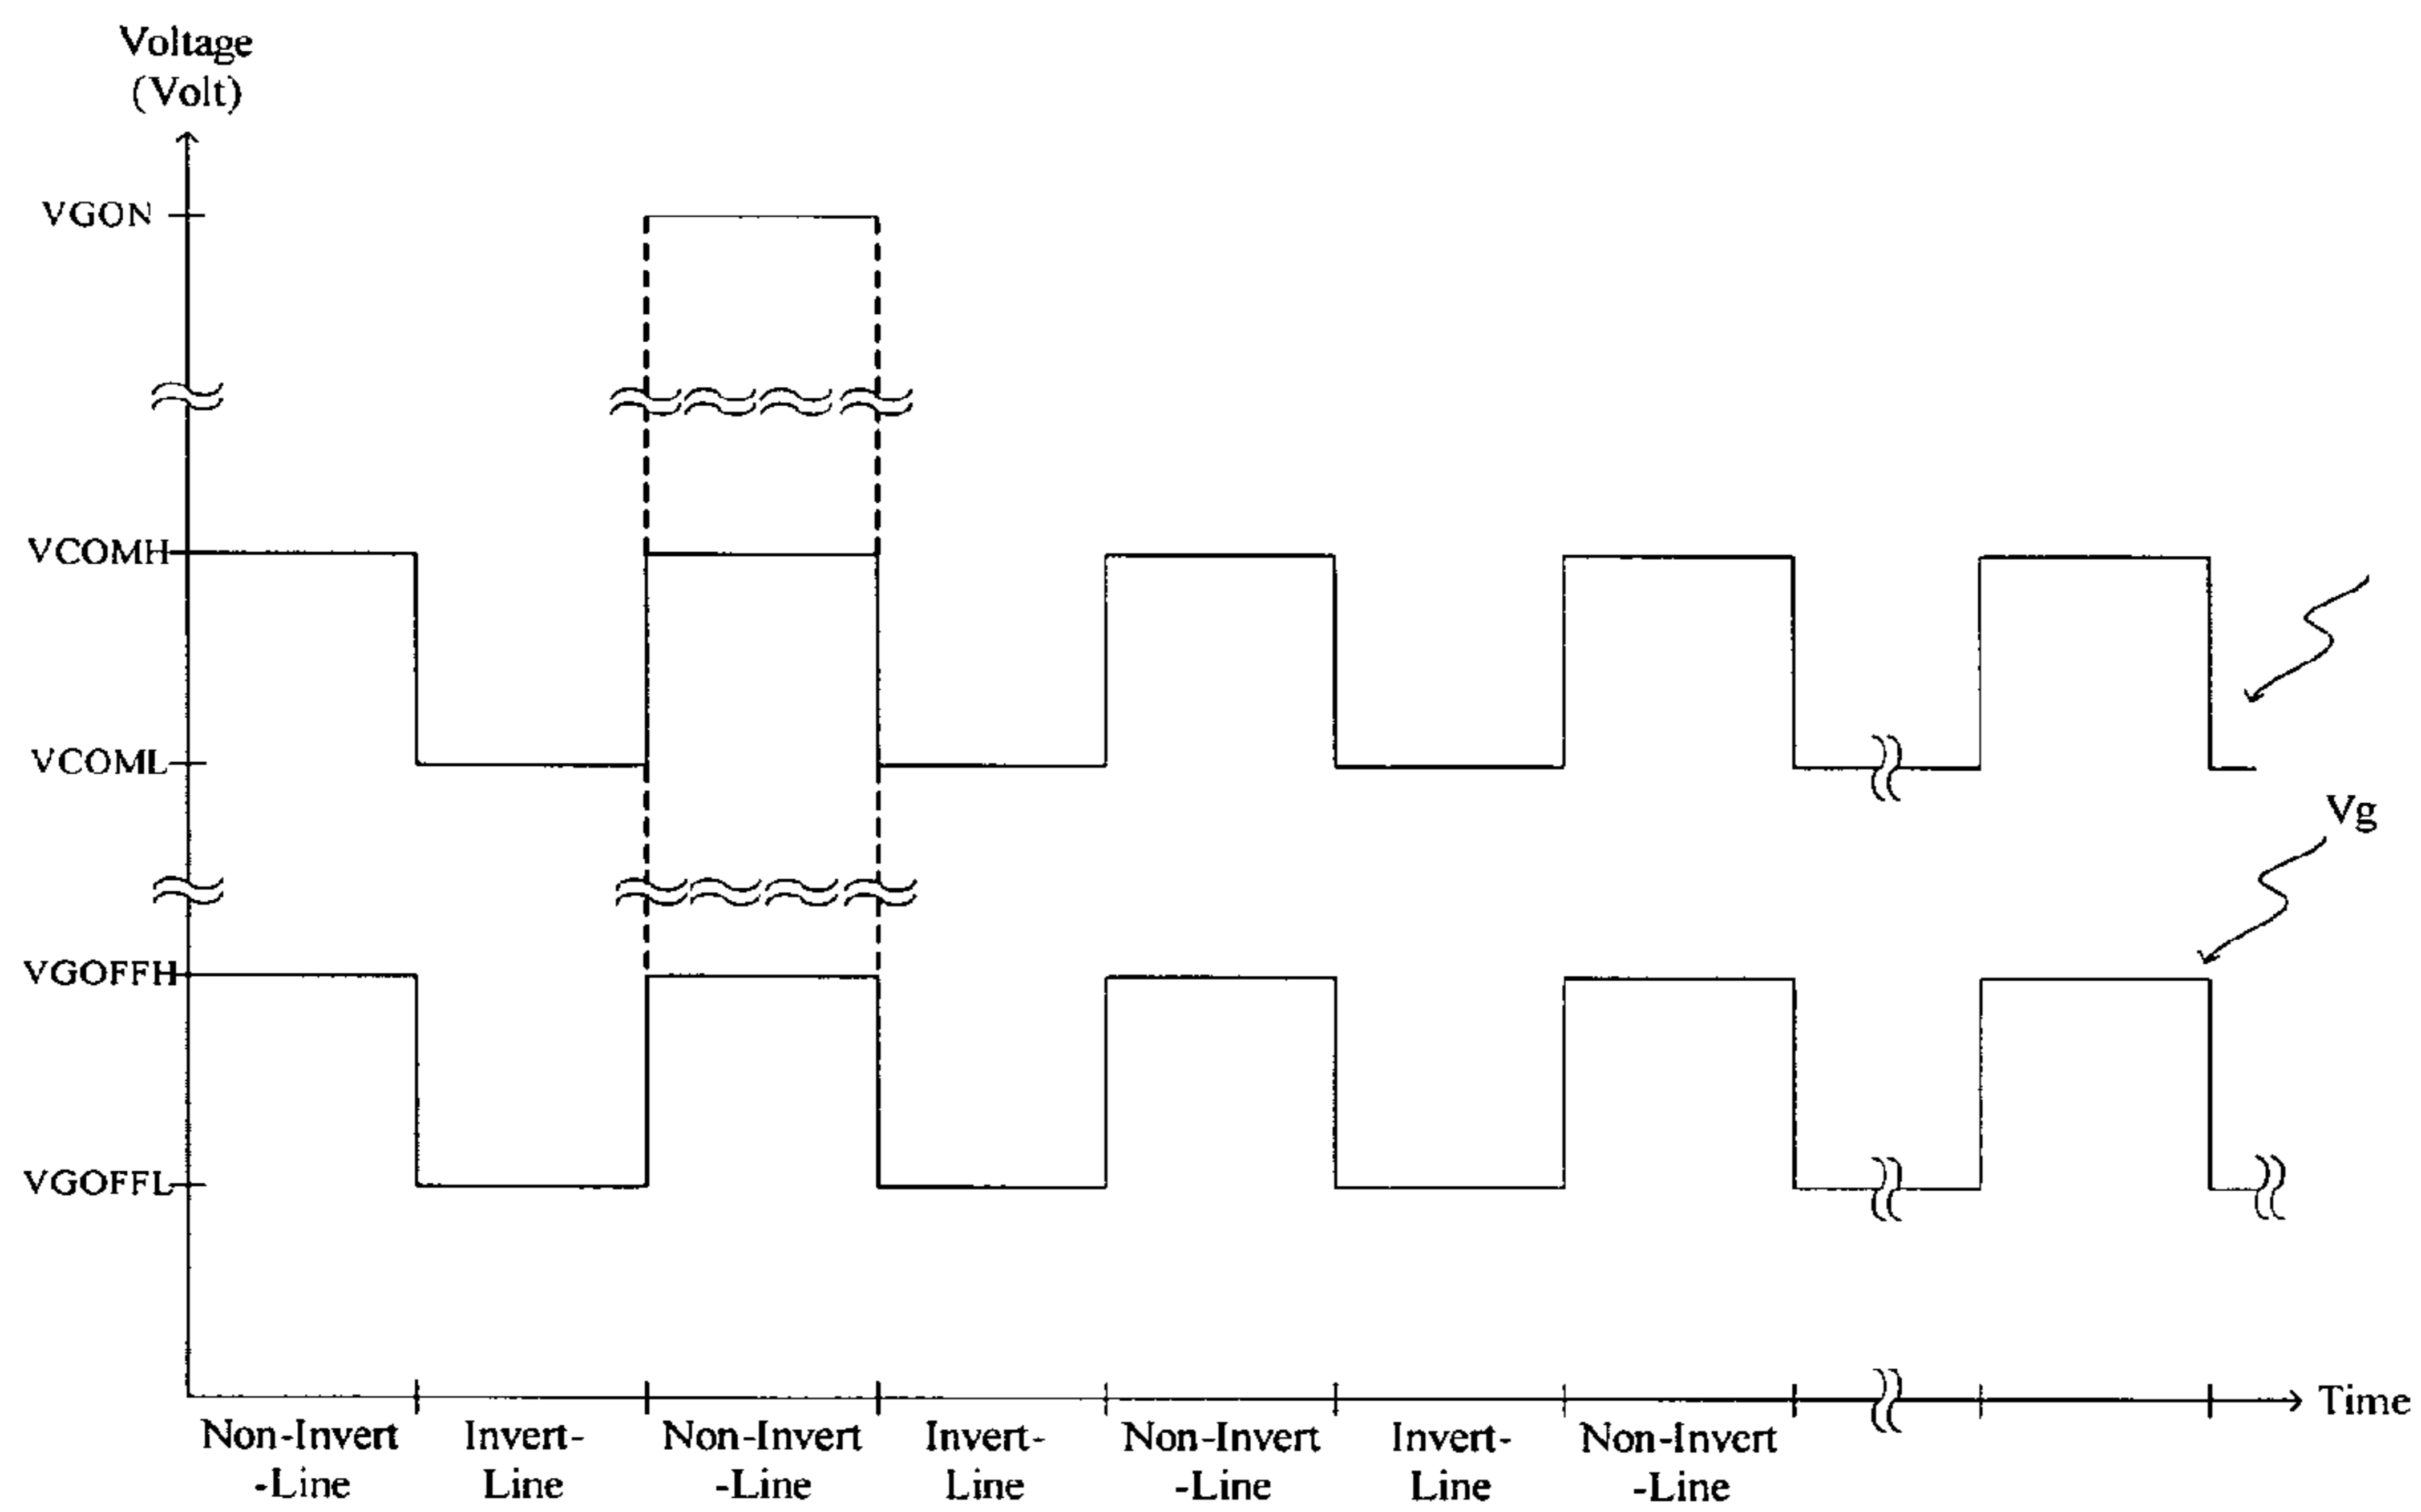 Voltage
(Volt)
VGON
VCOMH
VCOML
Vg
VGOFFH
VGOFFL
Time
Non-Invert
-Line
Invert-
Line
Non-Invert
-Line
Invert-
Line
Non-Invert
-Line
Invert-
Line
Non-Invert
-Line